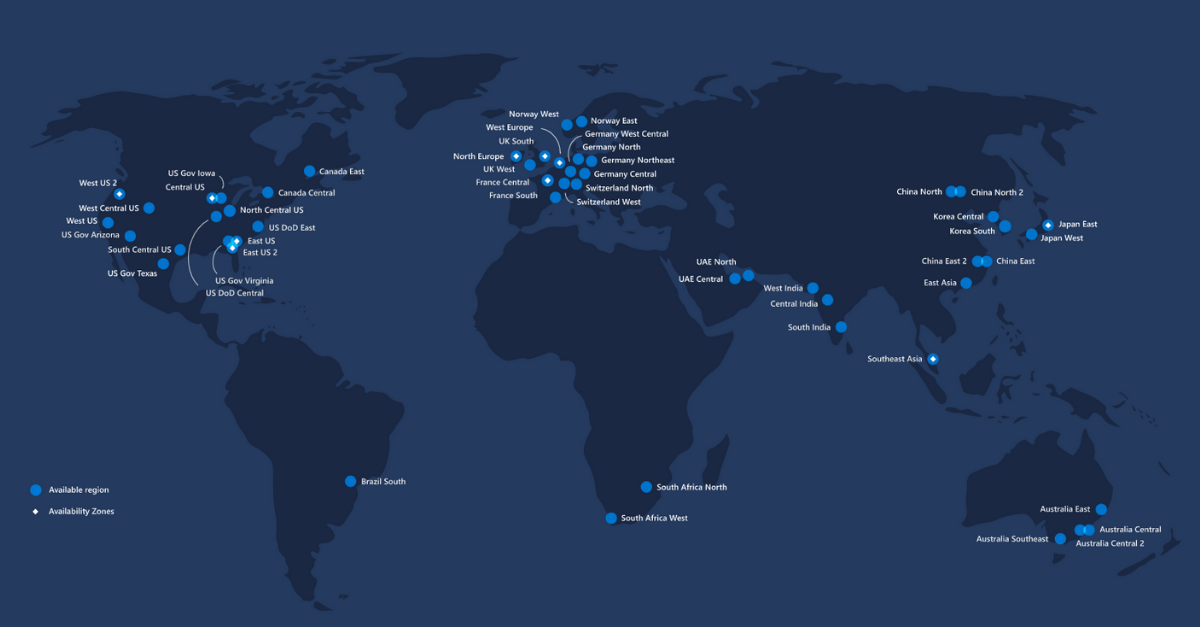 Norway West
Norway East
West Europe
Germany West Central
UK South
Germany North
North Europe
Germany Northeast
UK West
Germany Central
France Central
Switzerland North
France South
Switzerland West
US Gov Iowa
Canada East
West US 2
Central US
Canada Central
West Central US
North Central US
West US
US DoD East
US Gov Arizona
East US
South Central US
East US 2
US Gov Texas
US Gov Virginia
US DoD Central
China North
China North 2
Korea Central
Japan East
Korea South
Japan West
UAE North
China East 2
China East
UAE Central
East Asia
West India
Central India
South India
Southeast Asia
Brazil South
South Africa North
South Africa West
Australia East
Australia Central
Australia Southeast
Australia Central 2
Available region
Availability Zones